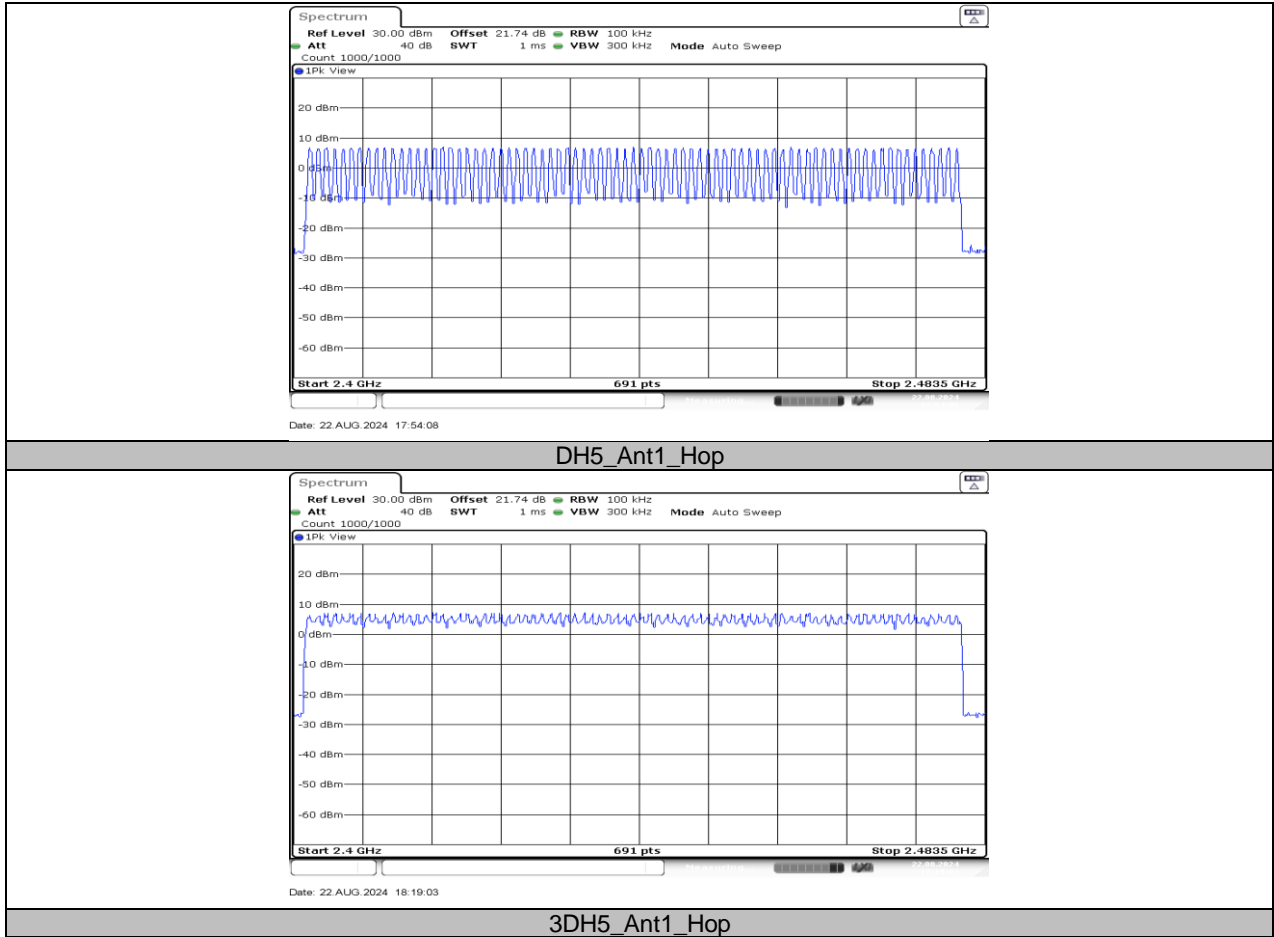 Spectrum
Ref Level 30.00 dBm Offset 21.74 dB RBW 100 kHz
Att 40 dB SWT 1 ms VBW 300 kHz Mode Auto Sweep
Count 1000/1000
1Pk View
20 dBm
10 dBm
0 dBm
-10 dBm
-20 dBm
-30 dBm
-40 dBm
-50 dBm
-60 dBm
Start 2.4 GHz 691 pts Stop 2.4835 GHz
22.08.2024
Date: 22.AUG.2024 17:54:08
DH5_Ant1_Hop
Spectrum
Ref Level 30.00 dBm Offset 21.74 dB RBW 100 kHz
Att 40 dB SWT 1 ms VBW 300 kHz Mode Auto Sweep
Count 1000/1000
1Pk View
20 dBm
10 dBm
0 dBm
-10 dBm
-20 dBm
-30 dBm
-40 dBm
-50 dBm
-60 dBm
Start 2.4 GHz 691 pts Stop 2.4835 GHz
22.08.2024
Date: 22.AUG.2024 18:19:03
3DH5_Ant1_Hop